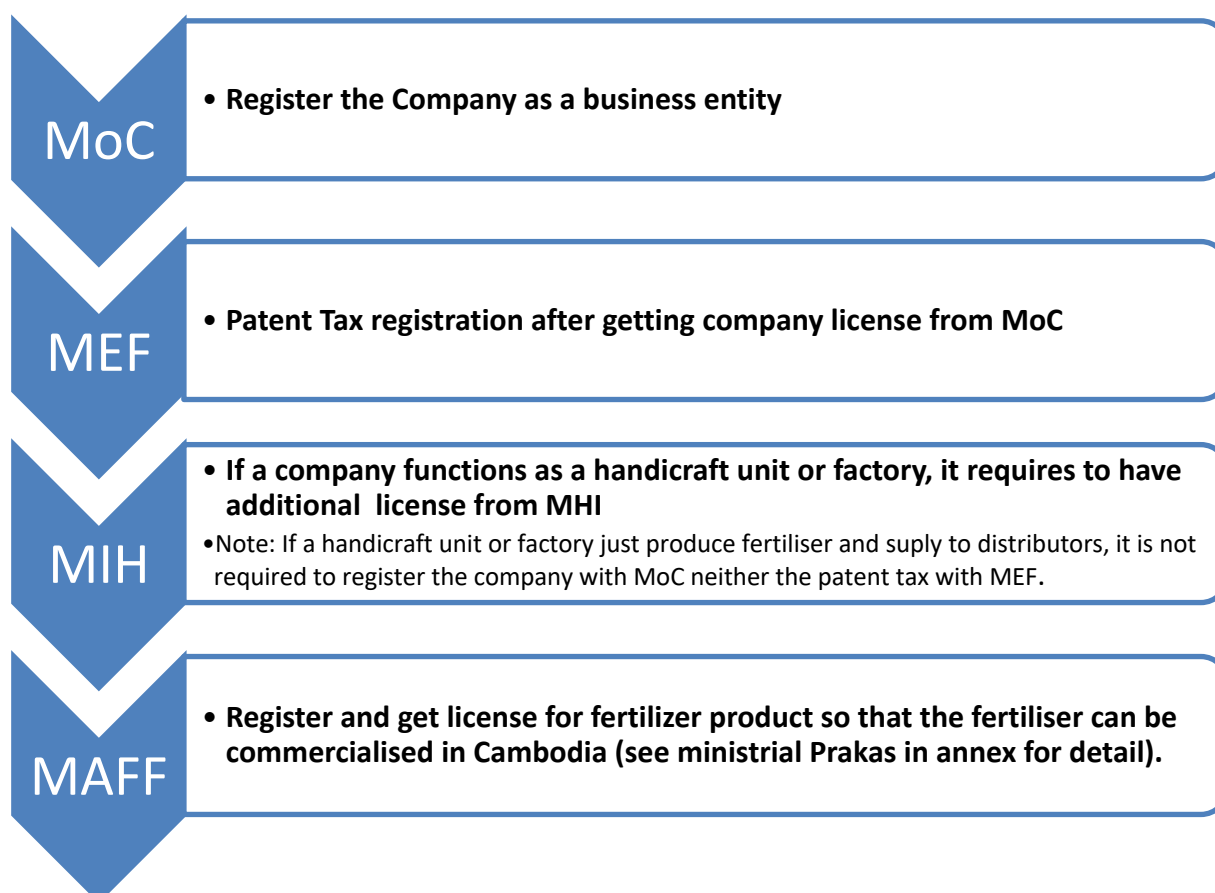 MoC
• Register the Company as a business entity
MEF
• Patent Tax registration after getting company license from MoC
MIH
• If a company functions as a handicraft unit or factory, it requires to have
additional  license from MHI
•Note: If a handicraft unit or factory just produce fertiliser and suply to distributors, it is not
required to register the company with MoC neither the patent tax with MEF.
MAFF
• Register and get license for fertilizer product so that the fertiliser can be
commercialised in Cambodia (see ministrial Prakas in annex for detail).